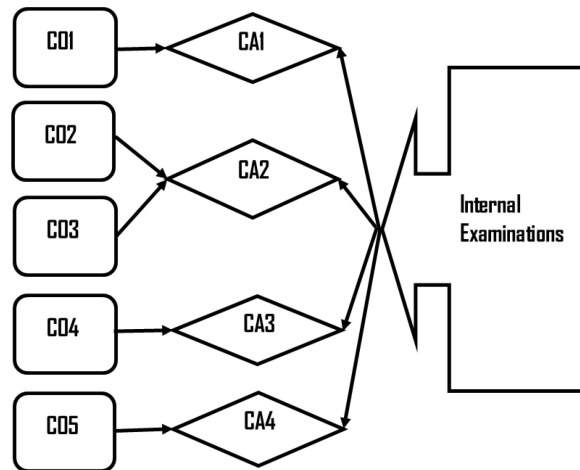 CO1
CA1
CO2
CA2
CO3
Internal
Examinations
CO4
CA3
CO5
CA4